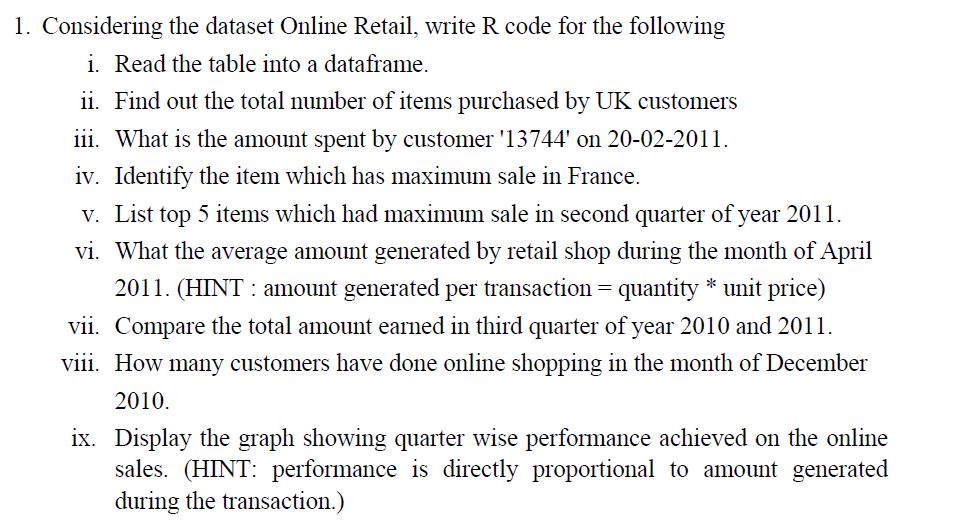 1. Considering the dataset Online Retail, write R code for the following
i. Read the table into a dataframe.
ii. Find out the total number of items purchased by UK customers
iii. What is the amount spent by customer '13744' on 20-02-2011.
iv. Identify the item which has maximum sale in France.
v. List top 5 items which had maximum sale in second quarter of year 2011.
vi. What the average amount generated by retail shop during the month of April
2011. (HINT : amount generated per transaction = quantity * unit price)
vii. Compare the total amount earned in third quarter of year 2010 and 2011.
viii. How many customers have done online shopping in the month of December
2010.
ix. Display the graph showing quarter wise performance achieved on the online
sales. (HINT: performance is directly proportional to amount generated
during the transaction.)